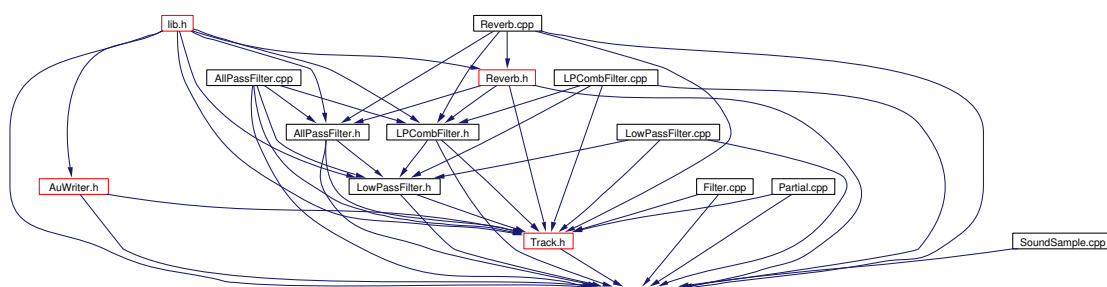 lib.h
Reverb.cpp
AllPassFilter.cpp
Reverb.h
LPCombFilter.cpp
AllPassFilter.h
LPCombFilter.h
LowPassFilter.cpp
AuWriter.h
LowPassFilter.h
Filter.cpp
Partial.cpp
Track.h
SoundSample.cpp